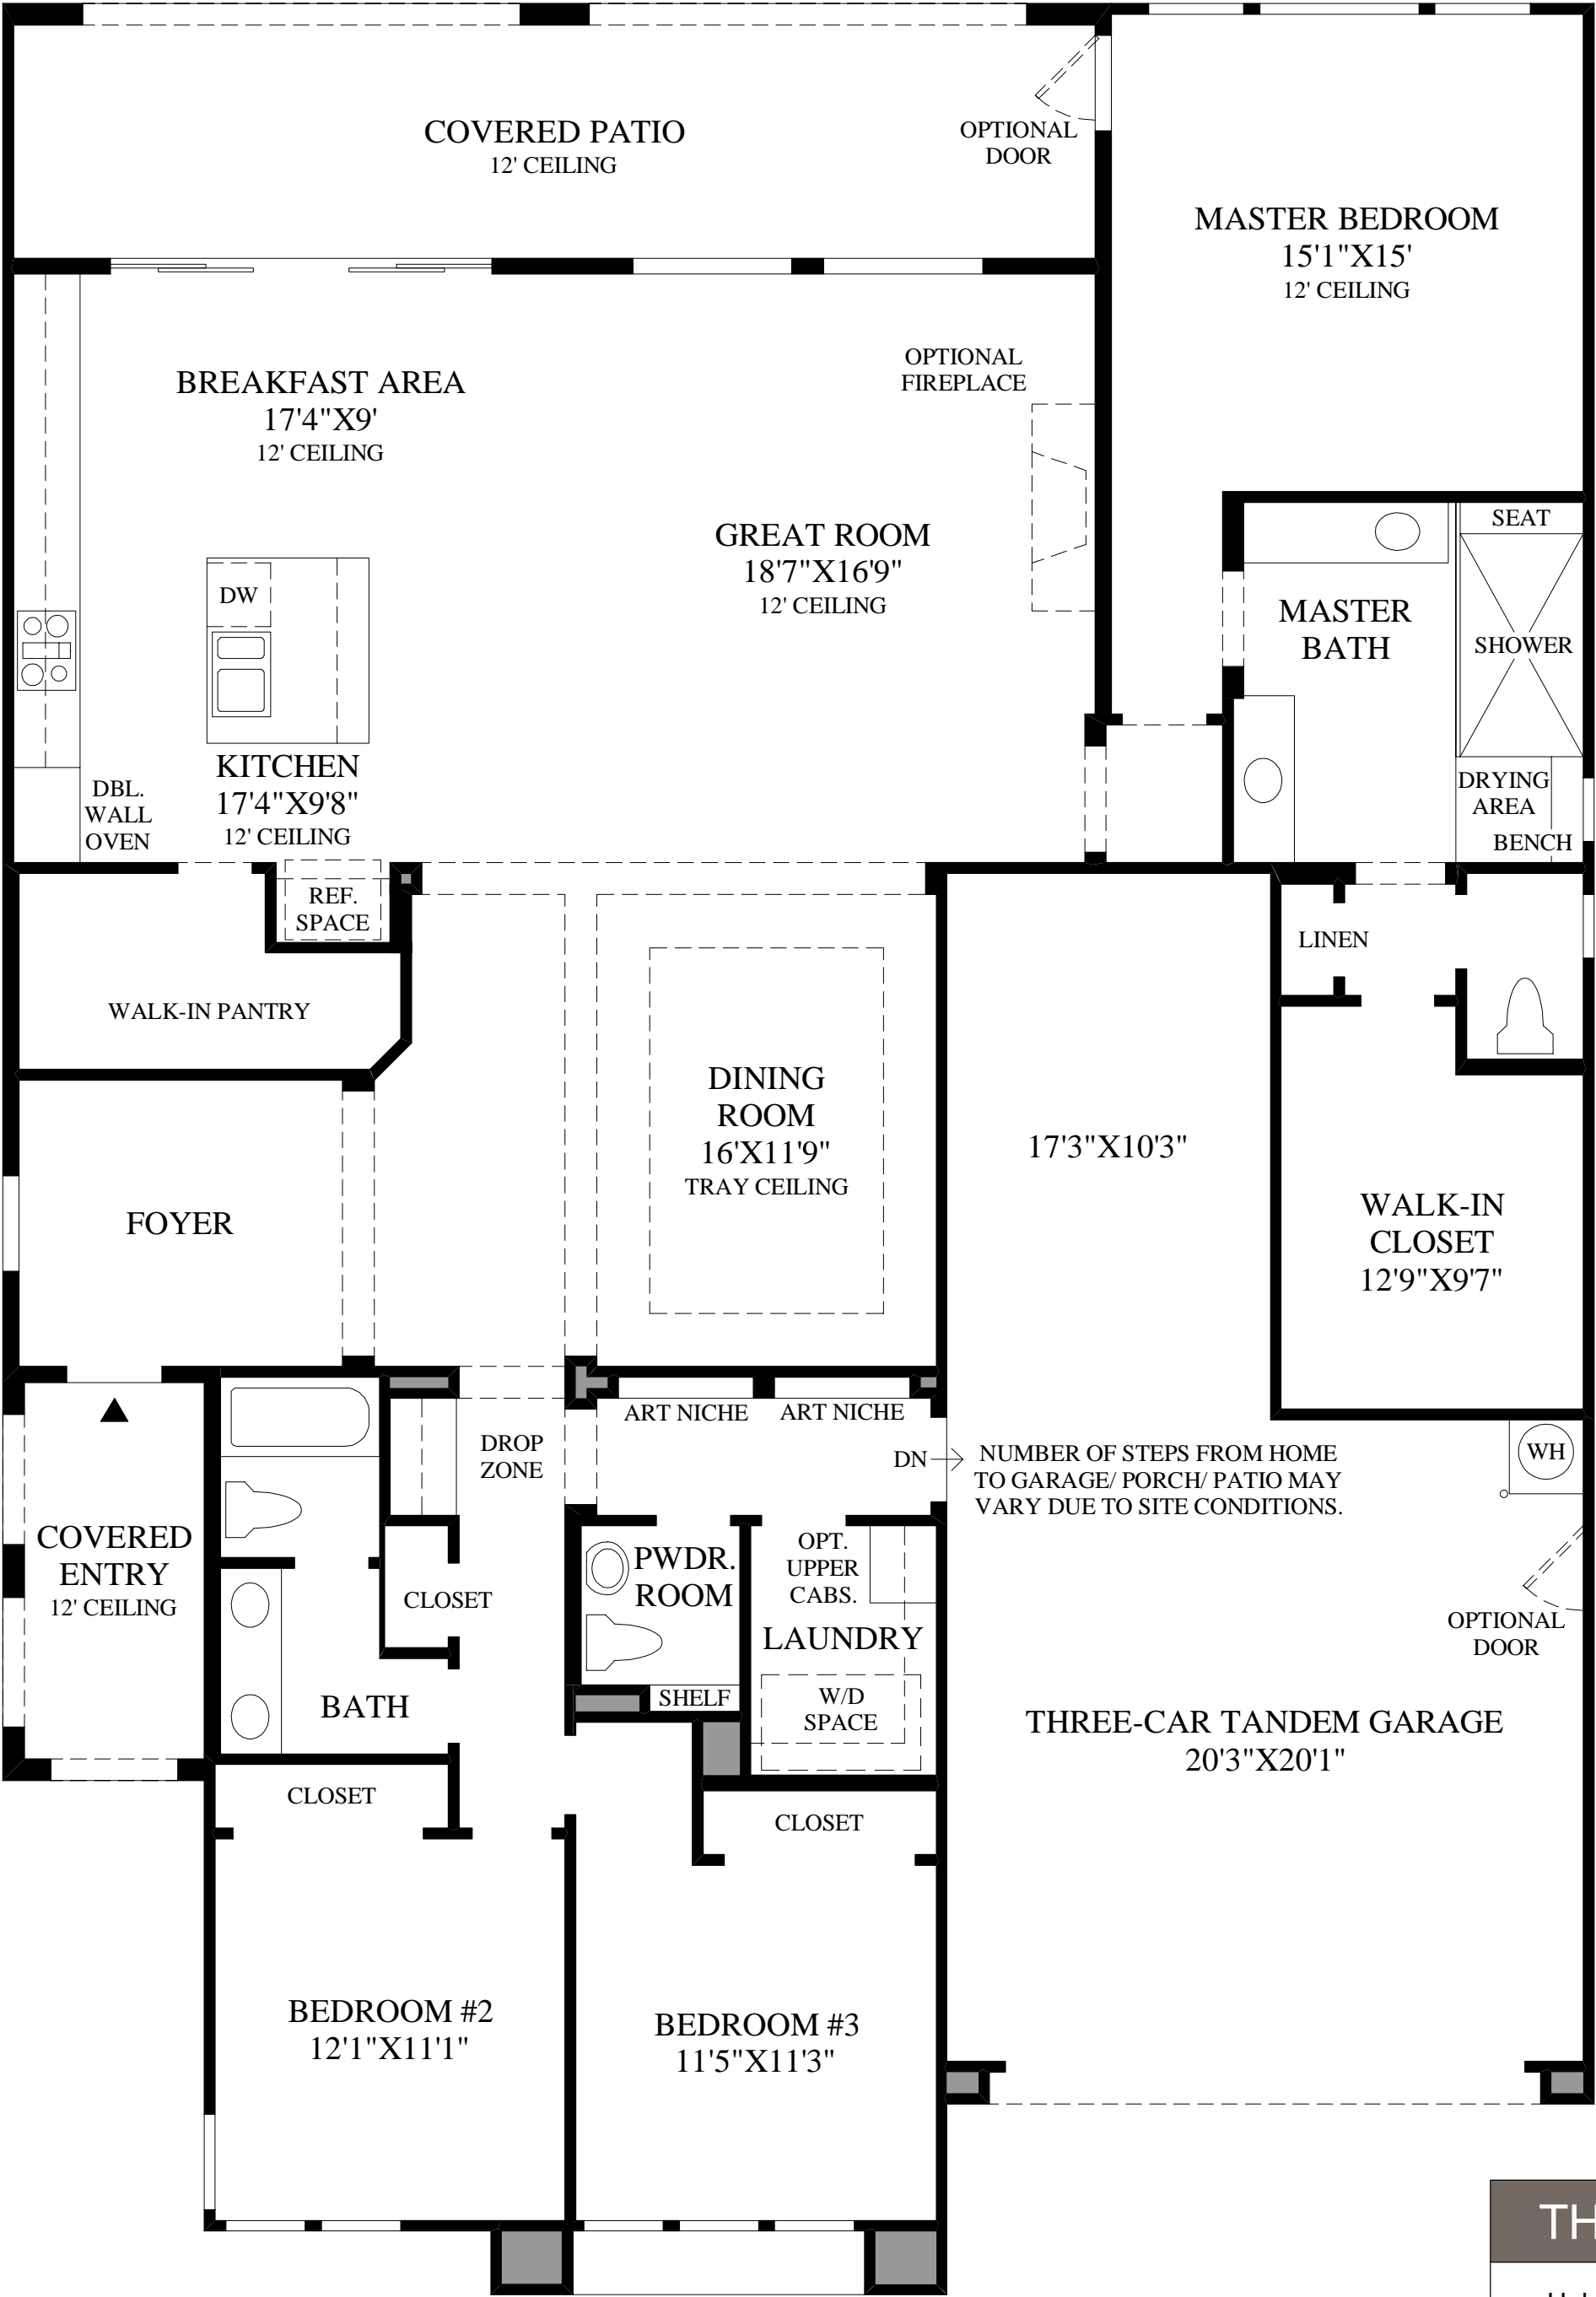 COVERED PATIO
12' CEILING
OPTIONAL
DOOR
MASTER BEDROOM
15'1"X15'
12' CEILING
BREAKFAST AREA
17'4"X9'
12' CEILING
OPTIONAL
FIREPLACE
GREAT ROOM
18'7"X16'9"
12' CEILING
SEAT
DW
MASTER
BATH
SHOWER
KITCHEN
17'4"X9'8"
12' CEILING
DBL.
WALL
OVEN
DRYING
AREA
BENCH
REF.
SPACE
LINEN
WALK-IN PANTRY
DINING
ROOM
16'X11'9"
TRAY CEILING
17'3"X10'3"
FOYER
WALK-IN
CLOSET
12'9"X9'7"
ART NICHE
ART NICHE
DROP
ZONE
DN
NUMBER OF STEPS FROM HOME
TO GARAGE/ PORCH/ PATIO MAY
VARY DUE TO SITE CONDITIONS.
WH
COVERED
ENTRY
12' CEILING
CLOSET
PWDR.
ROOM
OPT.
UPPER
CABS.
LAUNDRY
OPTIONAL
DOOR
BATH
SHELF
W/D
SPACE
THREE-CAR TANDEM GARAGE
20'3"X20'1"
CLOSET
CLOSET
BEDROOM #2
12'1"X11'1"
BEDROOM #3
11'5"X11'3"
TH